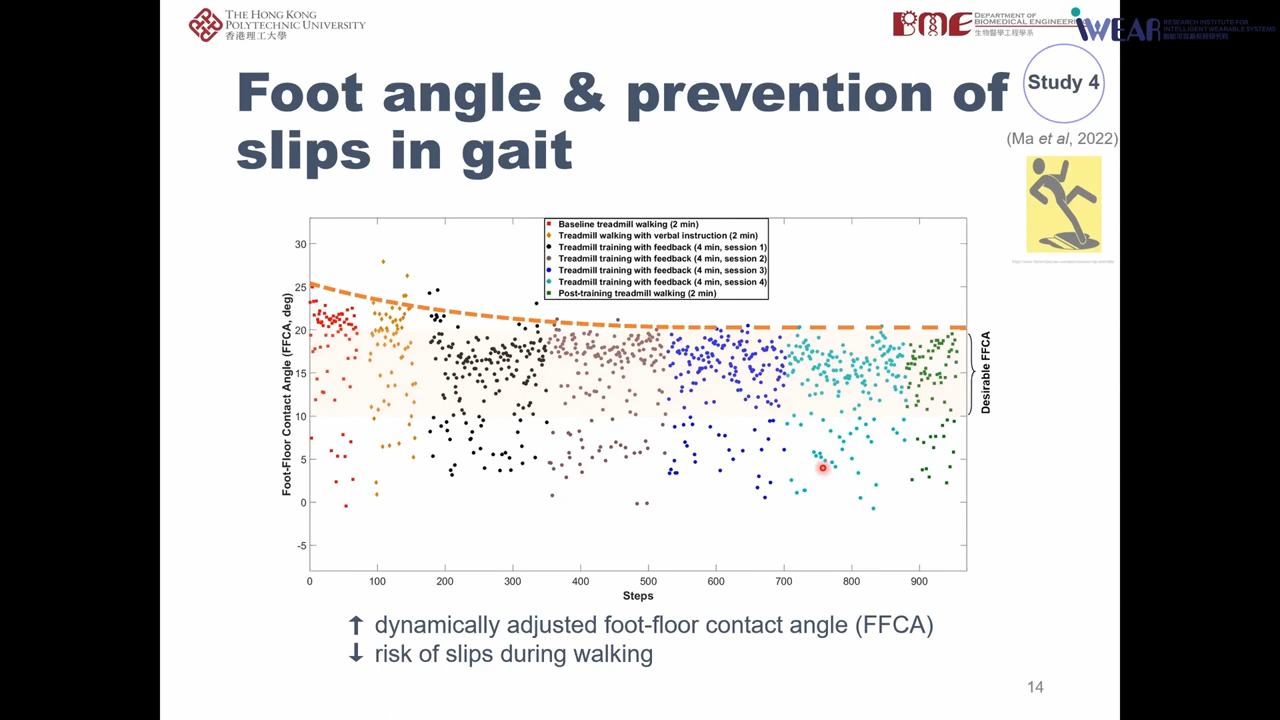 THE HONG KONG
POLYTECHNIC UNIVERSITY
香港理工大學
BME
DEPARTMENT OF
BIOMEDICAL ENGINEERING
生物醫學工程學系
iWEAR
RESEARCH INSTITUTE FOR
INTELLIGENT WEARABLE SYSTEMS
Foot angle & prevention of
slips in gait
Study 4
(Ma et al, 2022)
Baseline treadmill walking (2 min)
Treadmill walking with verbal instruction (2 min)
Treadmill training with feedback (4 min, session 1)
Treadmill training with feedback (4 min, session 2)
Treadmill training with feedback (4 min, session 3)
Treadmill training with feedback (4 min, session 4)
Post-training treadmill walking (2 min)
Foot-Floor Contact Angle (FFCA, deg)
30
25
20
15
10
5
0
-5
Desirable FFCA
0 100 200 300 400 500 600 700 800 900
Steps
↑ dynamically adjusted foot-floor contact angle (FFCA)
↓ risk of slips during walking
14